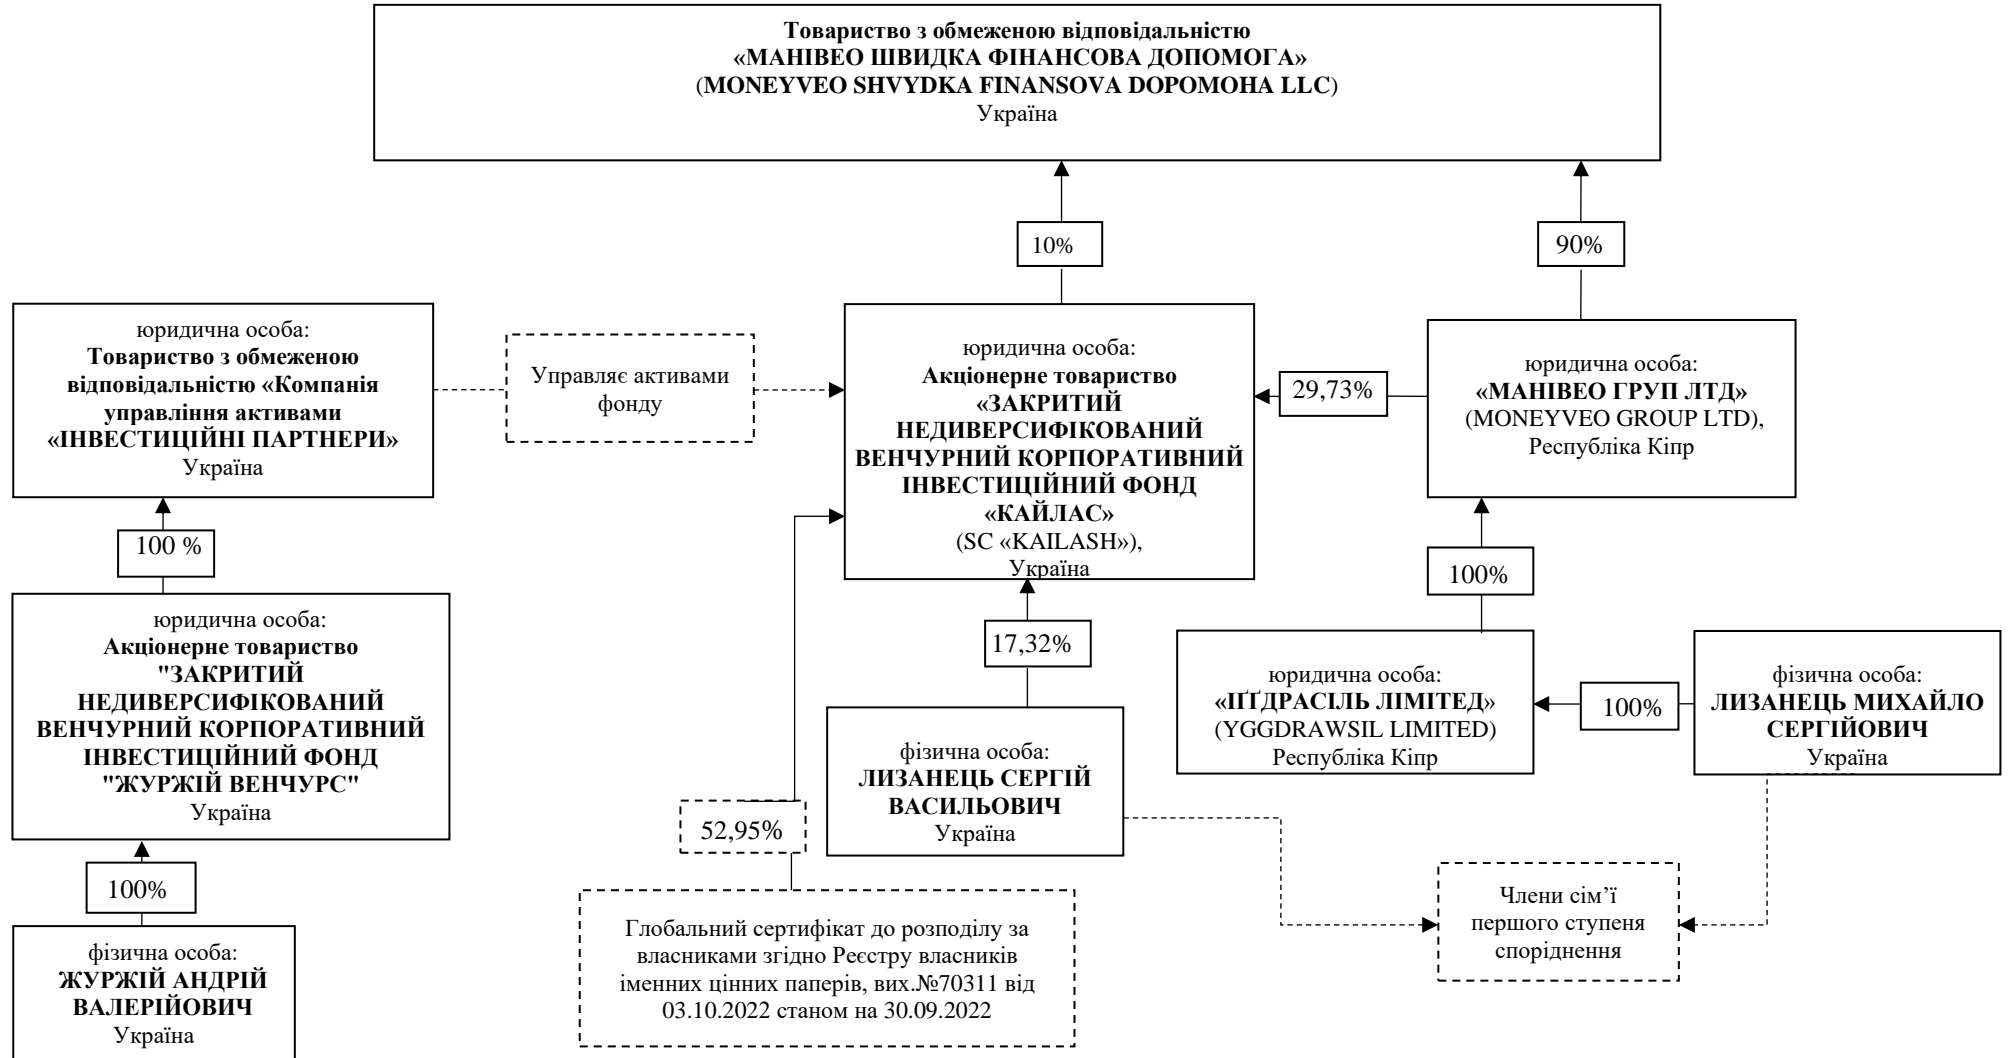 Товариство з обмеженою відповідальністю
«МАНІВЕО ШВИДКА ФІНАНСОВА ДОПОМОГА»
(MONEYVEO SHVYDKA FINANSOVA DOPOMOHA LLC)
Україна
10%
90%
юридична особа:
Товариство з обмеженою
відповідальністю «Компанія
управління активами
«ІНВЕСТИЦІЙНІ ПАРТНЕРИ»
Україна
Управляє активами
фонду
юридична особа:
Акціонерне товариство
«ЗАКРИТИЙ
НЕДИВЕРСИФІКОВАНИЙ
ВЕНЧУРНИЙ КОРПОРАТИВНИЙ
ІНВЕСТИЦІЙНИЙ ФОНД
«КАЙЛАС»
(SC «KAILASH»),
Україна
29,73%
юридична особа:
«МАНІВЕО ГРУП ЛТД»
(MONEYVEO GROUP LTD),
Республіка Кіпр
100 %
100%
юридична особа:
Акціонерне товариство
"ЗАКРИТИЙ
НЕДИВЕРСИФІКОВАНИЙ
ВЕНЧУРНИЙ КОРПОРАТИВНИЙ
ІНВЕСТИЦІЙНИЙ ФОНД
"ЖУРЖІЙ ВЕНЧУРС"
Україна
17,32%
юридична особа:
«ІҐҐДРАСІЛЬ ЛІМІТЕД»
(YGGDRAWSIL LIMITED)
Республіка Кіпр
100%
фізична особа:
ЛИЗАНЕЦЬ МИХАЙЛО
СЕРГІЙОВИЧ
Україна
фізична особа:
ЛИЗАНЕЦЬ СЕРГІЙ
ВАСИЛЬОВИЧ
Україна
52,95%
100%
Глобальний сертифікат до розподілу за
власниками згідно Реєстру власників
іменних цінних паперів, вих.№70311 від
03.10.2022 станом на 30.09.2022
Члени сім’ї
першого ступеня
споріднення
фізична особа:
ЖУРЖІЙ АНДРІЙ
ВАЛЕРІЙОВИЧ
Україна